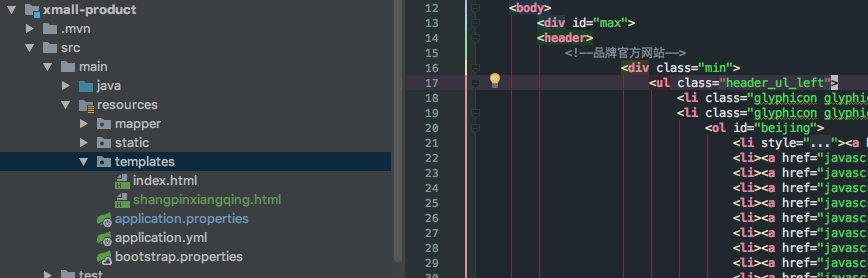 xmall-product
.mvn
src
main
java
resources
mapper
static
templates
index.html
shangpinxiangqing.html
application.properties
application.yml
bootstrap.properties
test
12 <body>
13 <div id="max">
14 <header>
15 <!--品牌官方网站-->
16 <div class="min">
17 <ul class="header_ul_left">
18 <li class="glyphicon glyphic
19 <li class="glyphicon glyphic
20 <ol id="beijing">
21 <li style="..."><a h
22 <li><a href="javasc
23 <li><a href="javasc
24 <li><a href="javasc
25 <li><a href="javasc
26 <li><a href="javasc
27 <li><a href="javasc
28 <li><a href="javasc
29 <li><a href="javasc